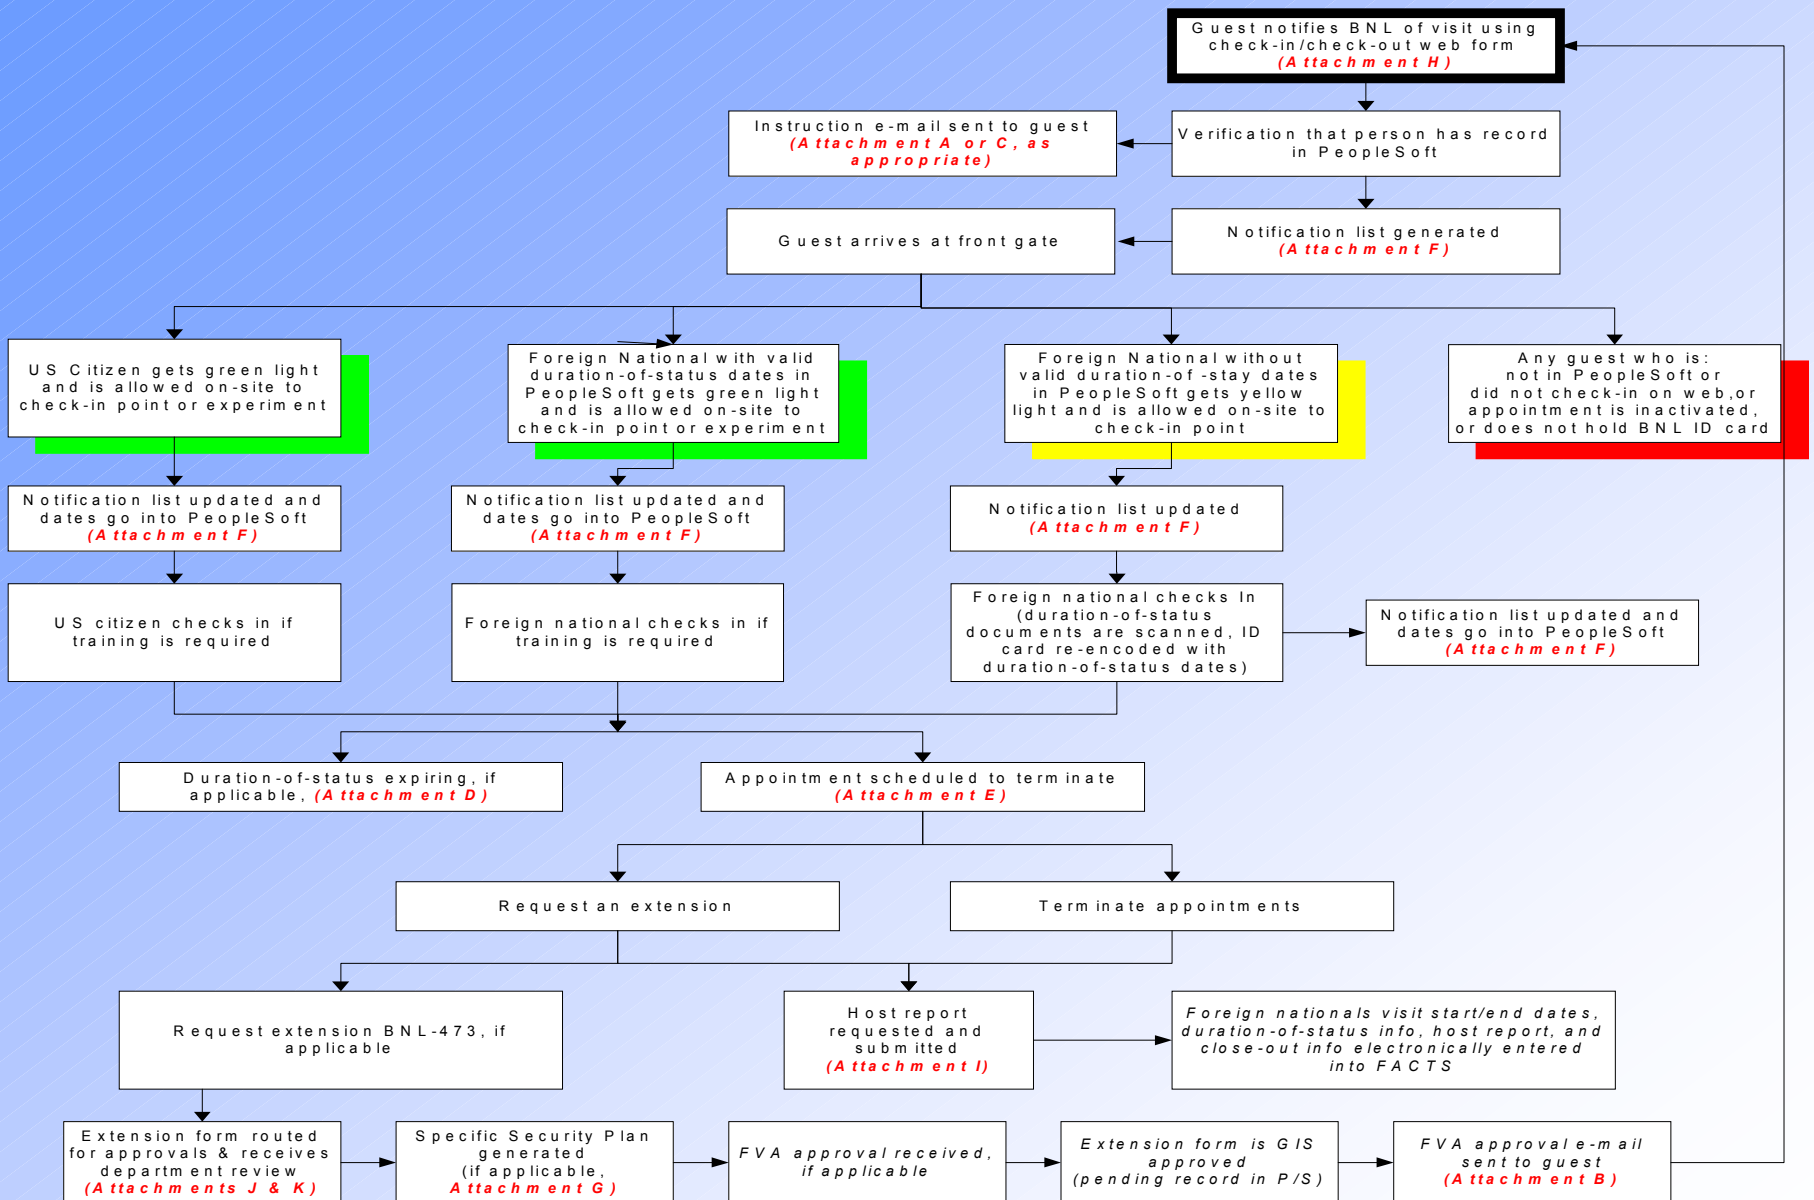 Guest notifies BNL of visit using
check-in/check-out web form
(Attachment H)
Instruction e-mail sent to guest
(Attachment A or C, as
appropriate)
Verification that person has record
in PeopleSoft
Guest arrives at front gate
Notification list generated
(Attachment F)
US Citizen gets green light
and is allowed on-site to
check-in point or experiment
Foreign National with valid
duration-of-status dates in
PeopleSoft gets green light
and is allowed on-site to
check-in point or experiment
Foreign National without
valid duration-of -stay dates
in PeopleSoft gets yellow
light and is allowed on-site to
check-in point
Any guest who is:
not in PeopleSoft or
did not check-in on web,or
appointment is inactivated,
or does not hold BNL ID card
Notification list updated and
dates go into PeopleSoft
(Attachment F)
Notification list updated and
dates go into PeopleSoft
(Attachment F)
Notification list updated
(Attachment F)
US citizen checks in if
training is required
Foreign national checks in if
training is required
Foreign national checks In
(duration-of-status
documents are scanned, ID
card re-encoded with
duration-of-status dates)
Notification list updated and
dates go into PeopleSoft
(Attachment F)
Duration-of-status expiring, if
applicable, (Attachment D)
Appointment scheduled to terminate
(Attachment E)
Request an extension
Terminate appointments
Request extension BNL-473, if
applicable
Host report
requested and
submitted
(Attachment I)
Foreign nationals visit start/end dates,
duration-of-status info, host report, and
close-out info electronically entered
into FACTS
Extension form routed
for approvals & receives
department review
(Attachments J & K)
Specific Security Plan
generated
(if applicable,
Attachment G)
FVA approval received,
if applicable
Extension form is GIS
approved
(pending record in P/S)
FVA approval e-mail
sent to guest
(Attachment B)